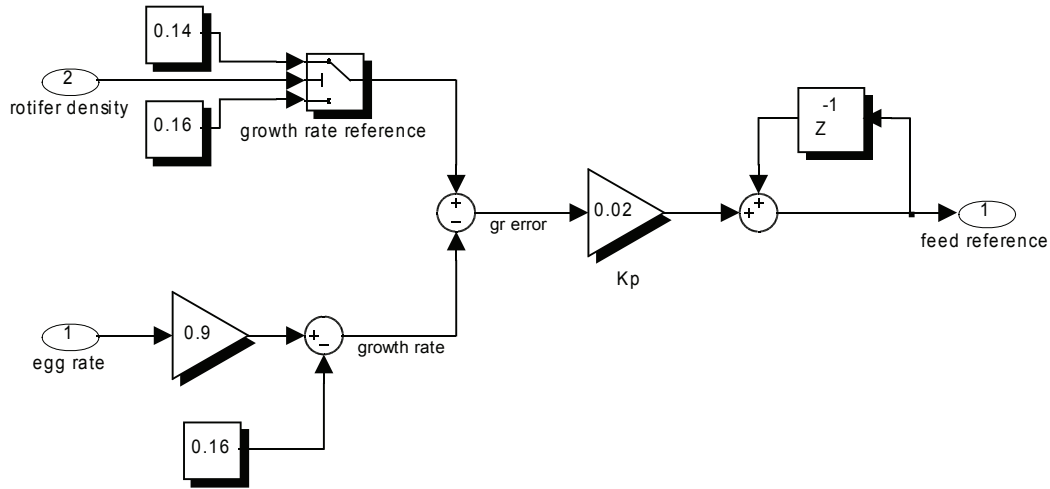 0.14
2
rotifer density
0.16
growth rate reference
-1
Z
+
−
gr error
0.02
Kp
+
+
1
feed reference
1
egg rate
0.9
+
−
growth rate
0.16